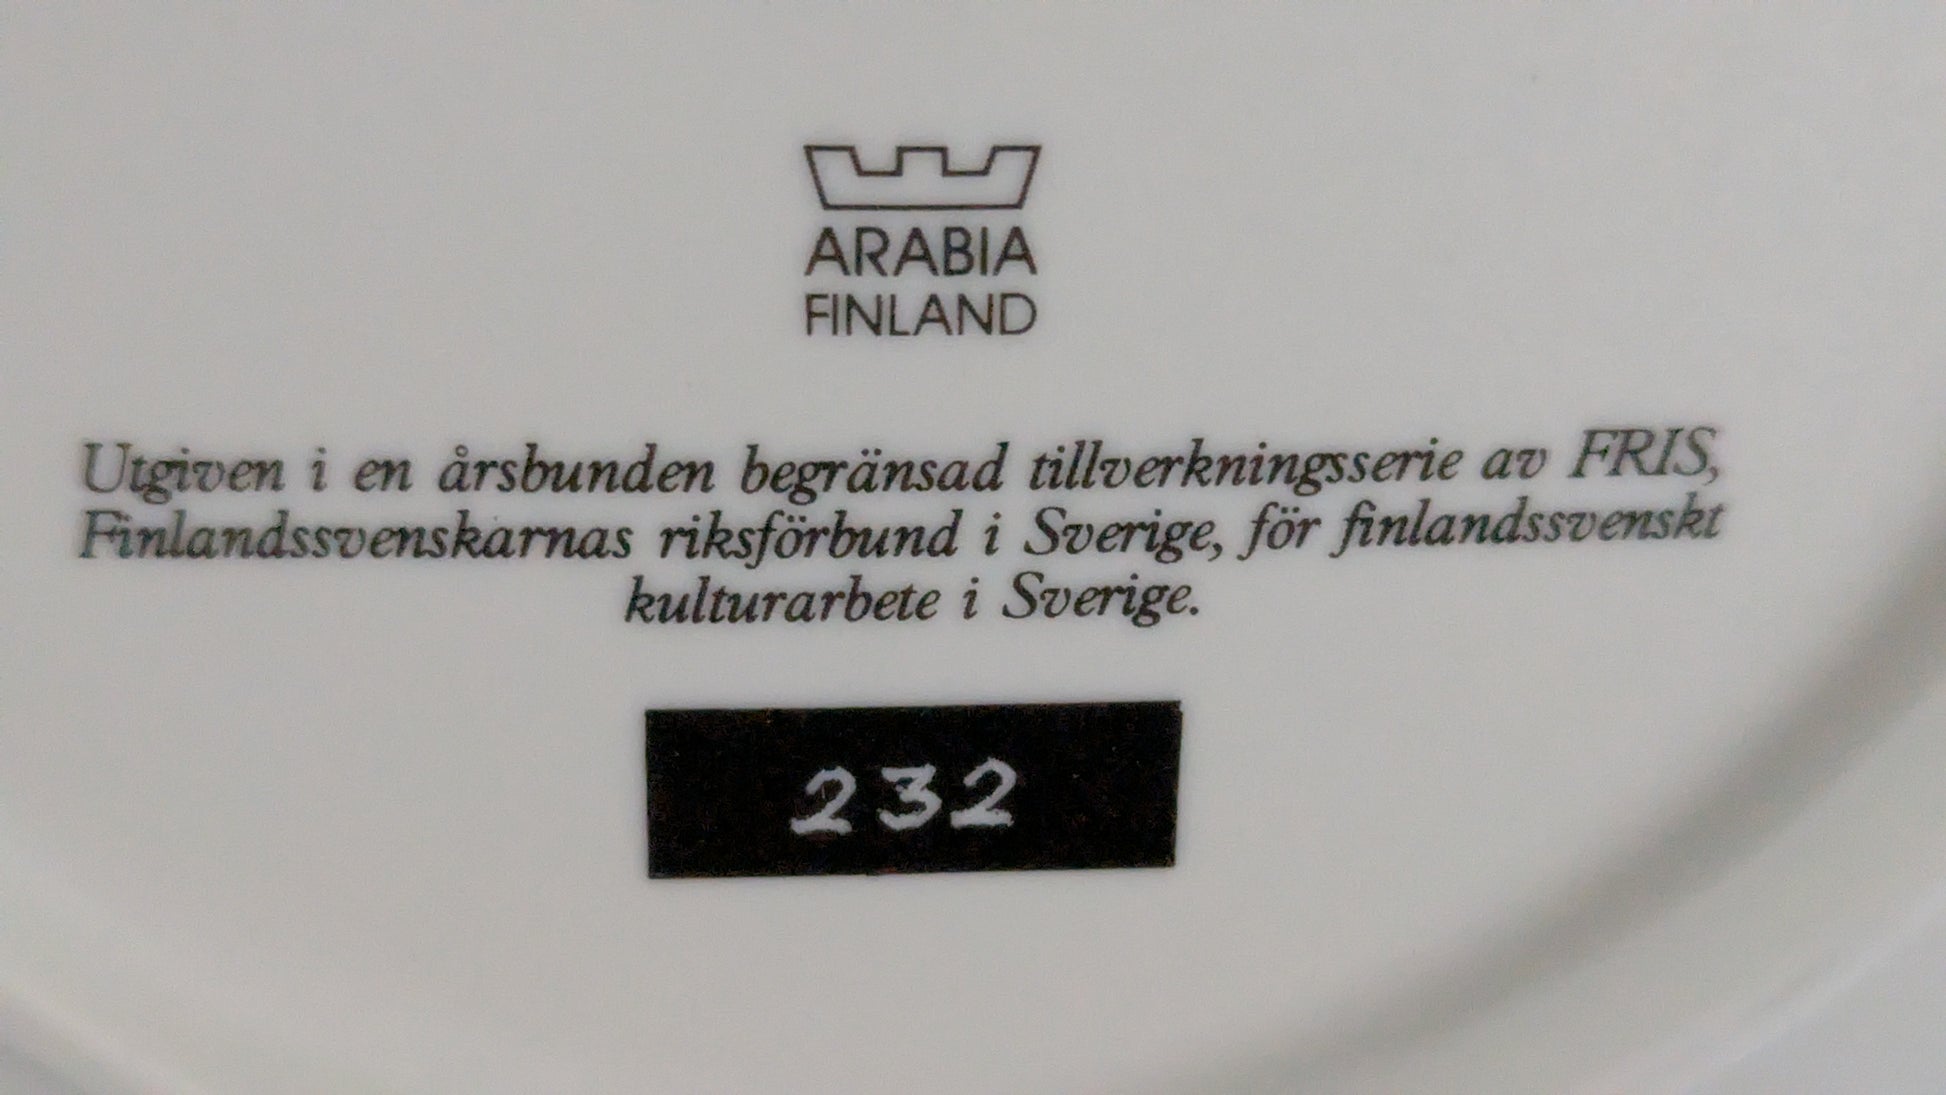 ARABIA
FINLAND
Utgiven i en årsbunden begränsad tillverkningsserie av FRIS,
Finlandssvenskarnas riksförbund i Sverige, för finlandssvenskt
kulturarbete i Sverige.
232